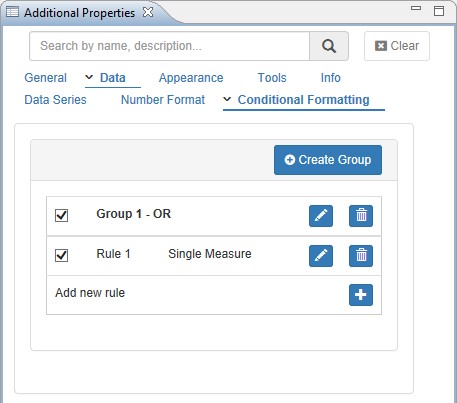 Additional Properties
Search by name, description... Clear
General Data Appearance Tools Info
Data Series Number Format Conditional Formatting
Create Group
Group 1 - OR
Rule 1 Single Measure
Add new rule